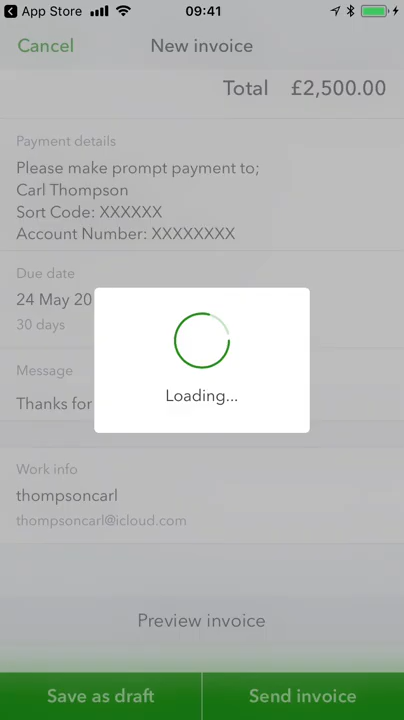 App Store 09:41
Cancel New invoice
Total £2,500.00
Payment details
Please make prompt payment to;
Carl Thompson
Sort Code: XXXXXX
Account Number: XXXXXXXX
Due date
24 May 20
30 days
Loading...
Message
Thanks for
Work info
thompsoncarl
thompsoncarl@icloud.com
Preview invoice
Save as draft Send invoice